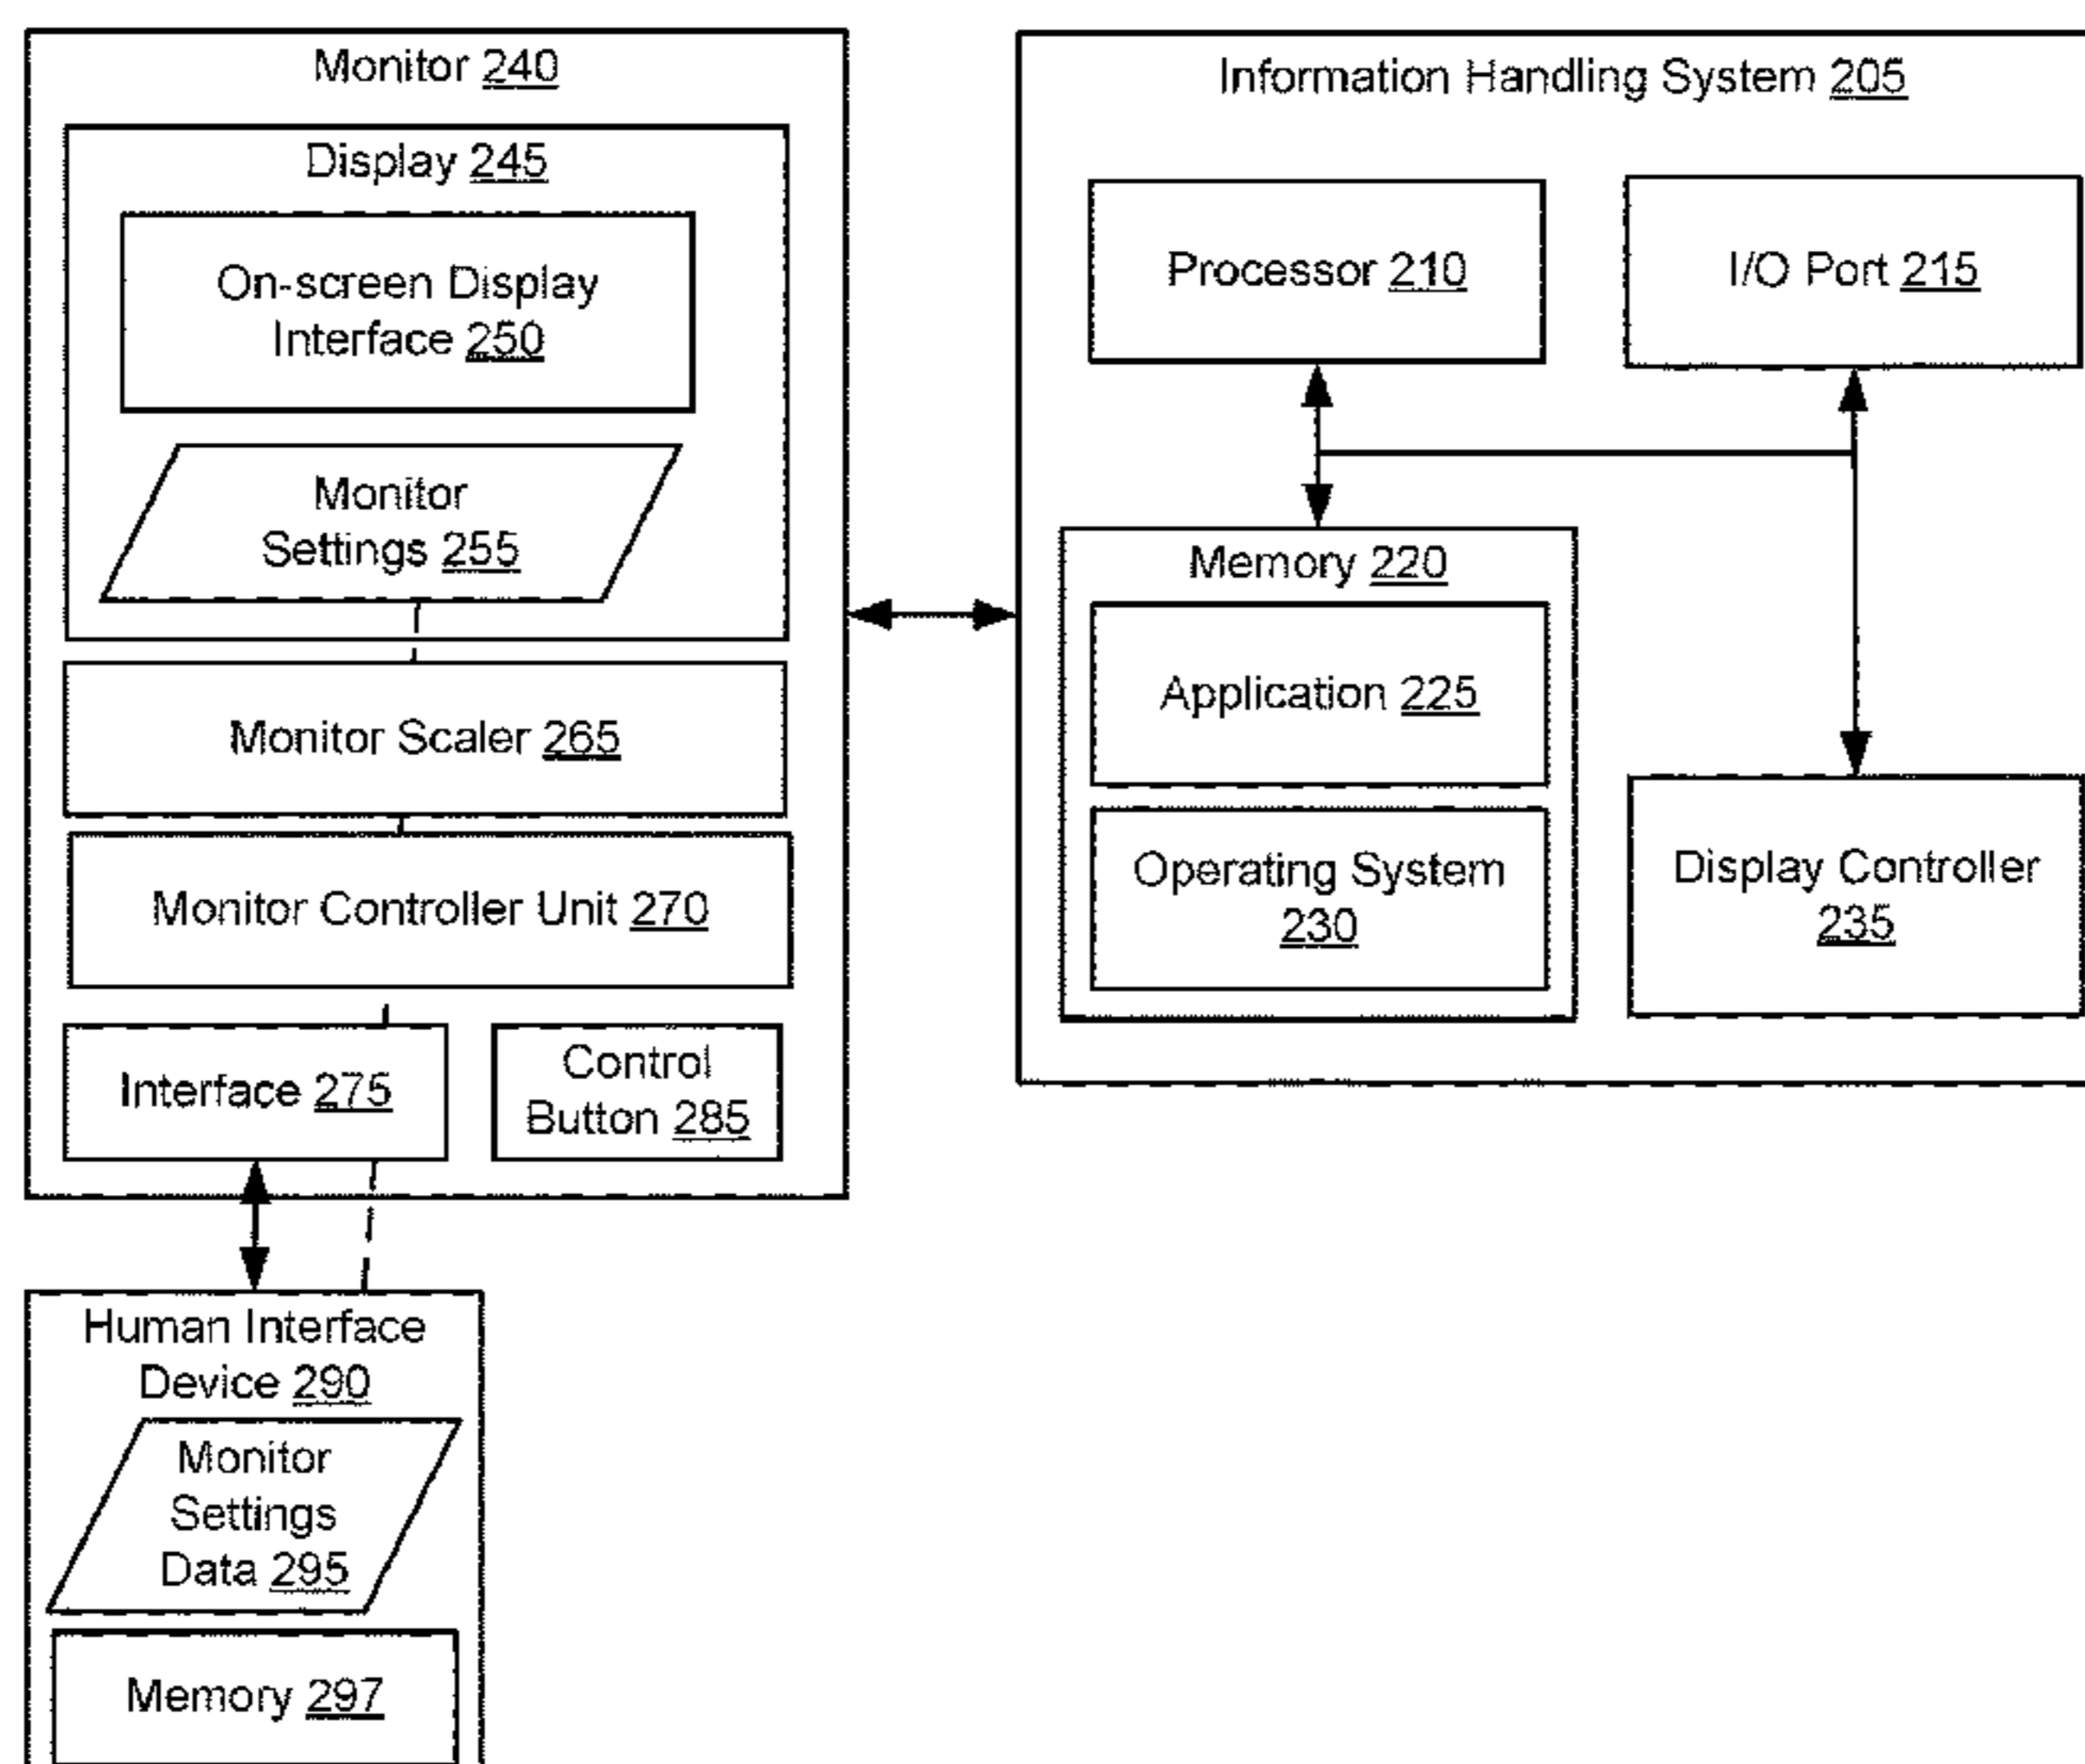 Monitor 240
Display 245
On-screen Display
Interface 250
Monitor
Settings 255
Monitor Scaler 265
Monitor Controller Unit 270
Interface 275
Control
Button 285
Human Interface
Device 290
Monitor
Settings
Data 295
Memory 297
Information Handling System 205
Processor 210
I/O Port 215
Memory 220
Application 225
Operating System
230
Display Controller
235